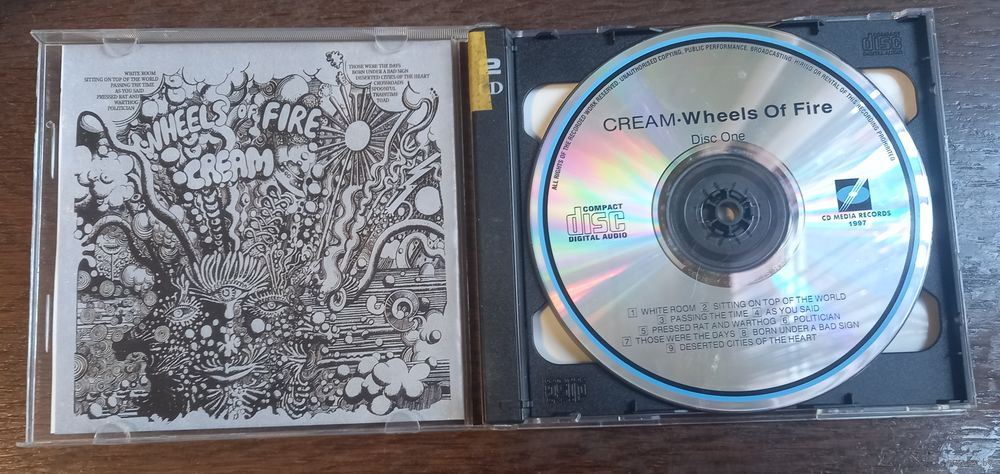 WHITE ROOM
SITTING ON TOP OF THE WORLD
PASSING THE TIME
AS YOU SAID
PRESSED RAT AND
WARTHOG
POLITICIAN
THOSE WERE THE DAYS
BORN UNDER A BAD SIGN
DESERTED CITIES OF THE HEART
CROSSROADS
SPOONFUL
TRAINTIME
TOAD
WHEELS OF FIRE
CREAM
2
CD
COMPACT
disc
ALL RIGHTS OF THE RECORDED WORK RESERVED. UNAUTHORISED COPYING, PUBLIC PERFORMANCE, BROADCASTING, HIRING OR RENTAL OF THIS RECORDING PROHIBITED
CREAM·Wheels Of Fire
Disc One
COMPACT
disc
DIGITAL AUDIO
CD MEDIA RECORDS
1997
1 WHITE ROOM 2 SITTING ON TOP OF THE WORLD
3 PASSING THE TIME 4 AS YOU SAID
5 PRESSED RAT AND WARTHOG 6 POLITICIAN
7 THOSE WERE THE DAYS 8 BORN UNDER A BAD SIGN
9 DESERTED CITIES OF THE HEART